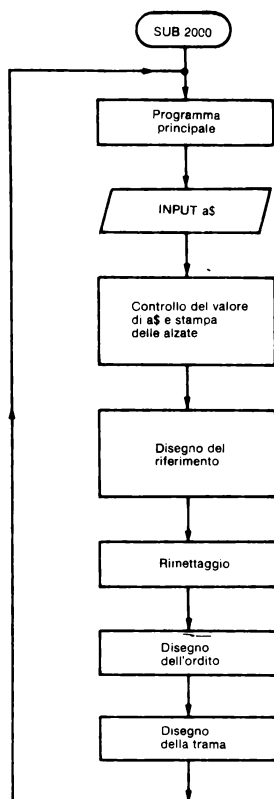 SUB 2000
Programma
principale
INPUT a$
Controllo del valore
di a$ e stampa
delle alzate
Disegno del
riferimento
Rimettaggio
Disegno
dell'ordito
Disegno
della trama